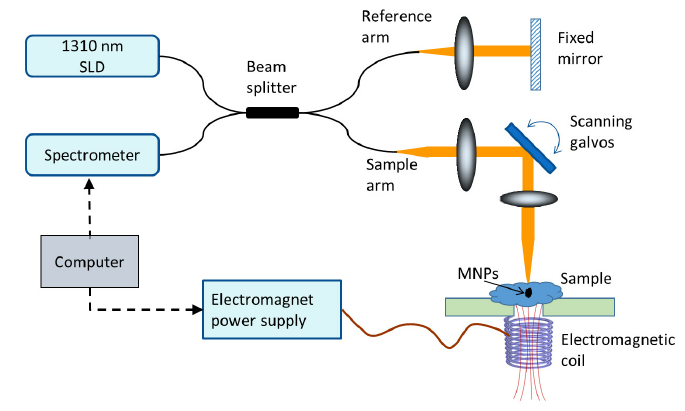 1310 nm
SLD
Beam
splitter
Reference
arm
Fixed
mirror
Spectrometer
Sample
arm
Scanning
galvos
Computer
Electromagnet
power supply
MNPs
Sample
Electromagnetic
coil